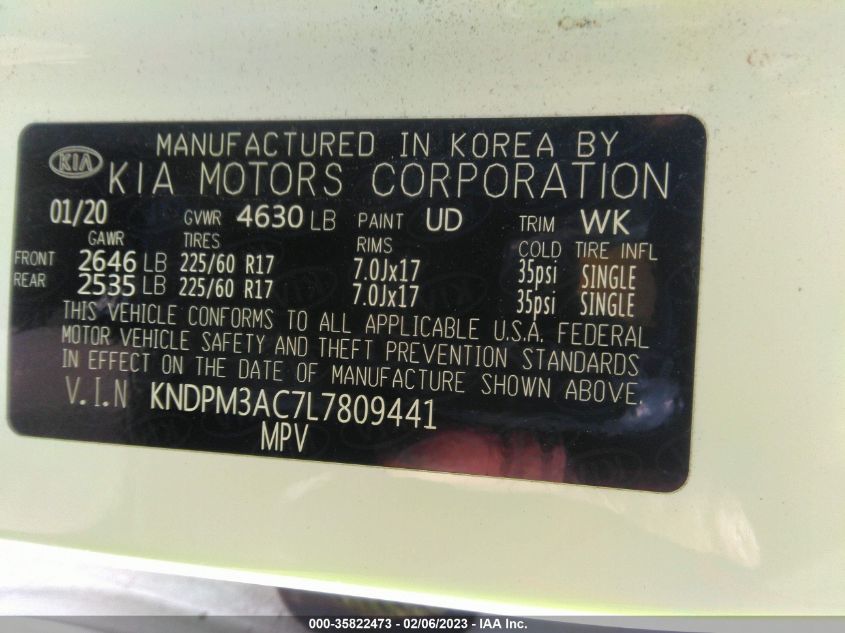 MANUFACTURED IN KOREA BY
KIA KIA MOTORS CORPORATION
01/20 GVWR 4630 LB PAINT UD TRIM WK
GAWR TIRES RIMS COLD TIRE INFL
FRONT 2646 LB 225/60 R17 7.0Jx17 35psi SINGLE
REAR 2535 LB 225/60 R17 7.0Jx17 35psi SINGLE
THIS VEHICLE CONFORMS TO ALL APPLICABLE U.S.A. FEDERAL
MOTOR VEHICLE SAFETY AND THEFT PREVENTION STANDARDS
IN EFFECT ON THE DATE OF MANUFACTURE SHOWN ABOVE.
V.I.N KNDPM3AC7L7809441
MPV
000-35822473 - 02/06/2023 - IAA Inc.